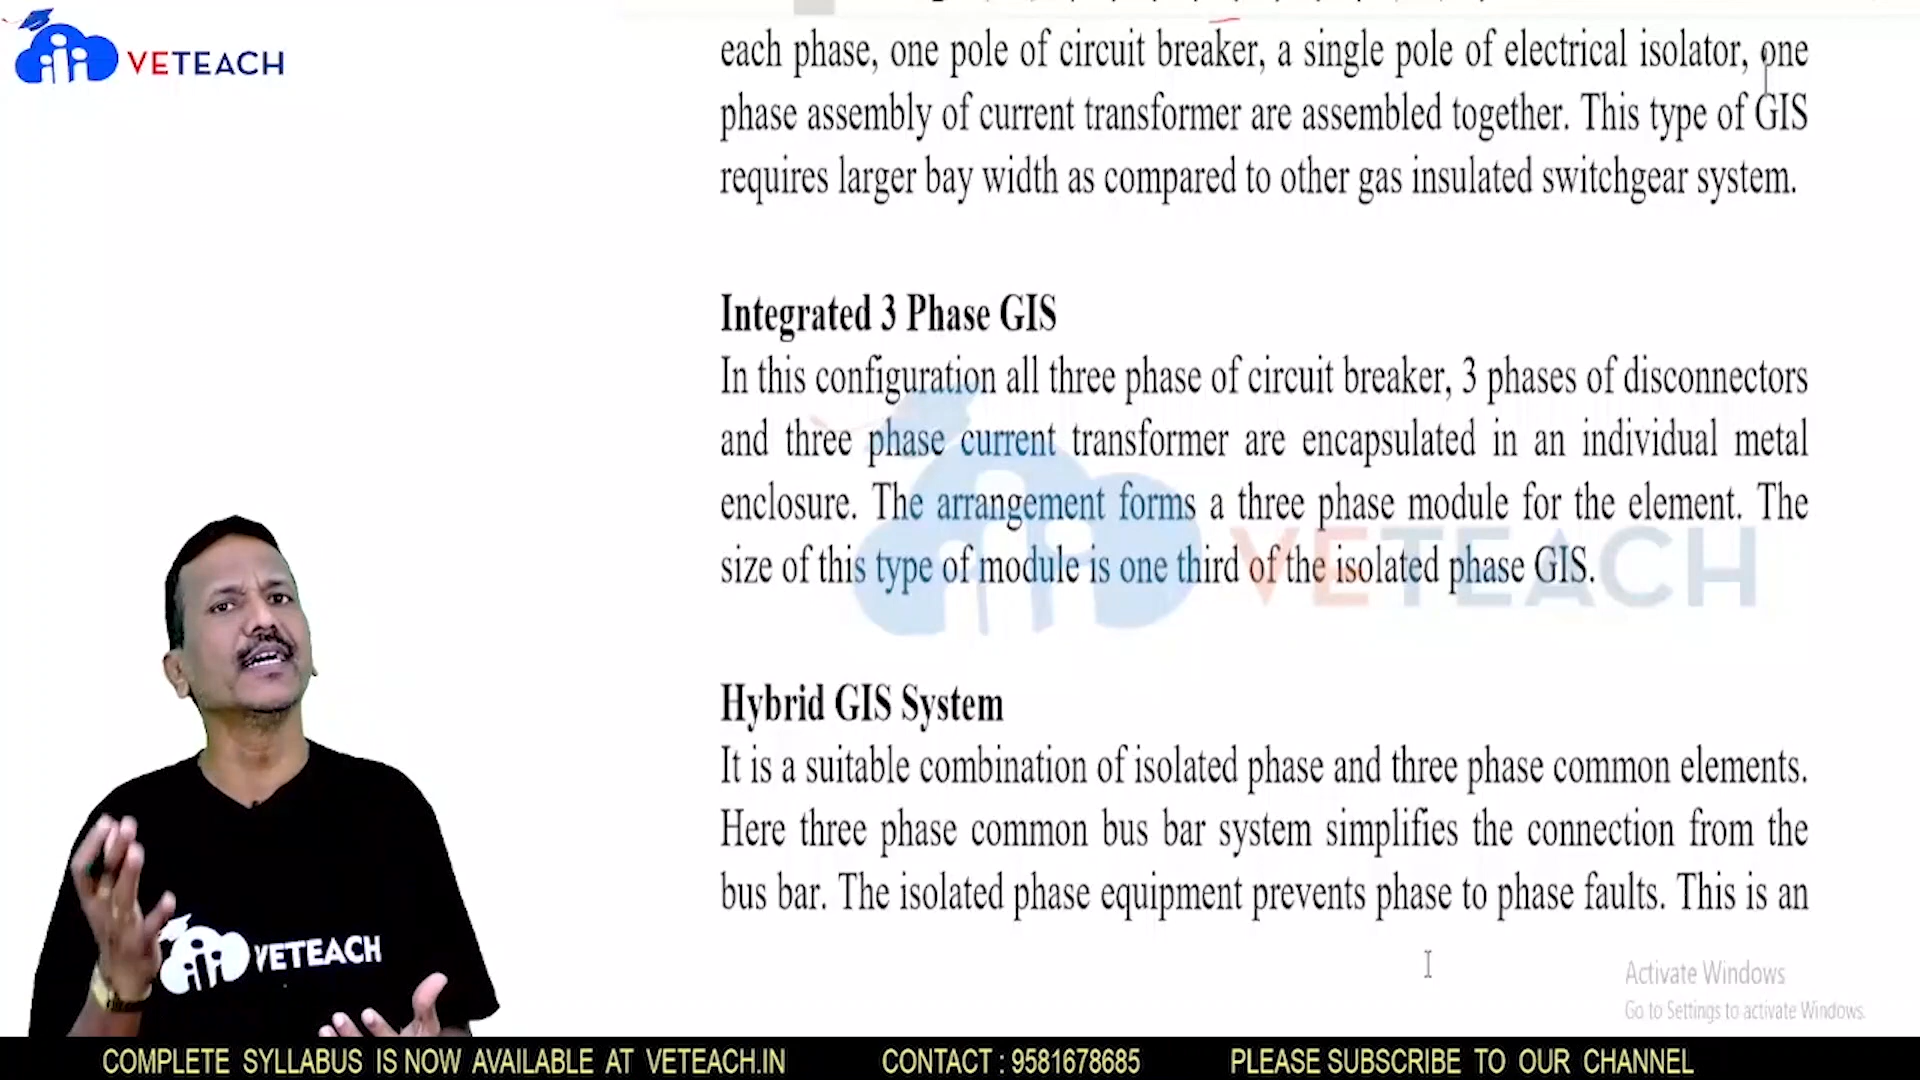 VETEACH
each phase, one pole of circuit breaker, a single pole of electrical isolator, one
phase assembly of current transformer are assembled together. This type of GIS
requires larger bay width as compared to other gas insulated switchgear system.
Integrated 3 Phase GIS
In this configuration all three phase of circuit breaker, 3 phases of disconnectors
and three phase current transformer are encapsulated in an individual metal
enclosure. The arrangement forms a three phase module for the element. The
size of this type of module is one third of the isolated phase GIS.
VETEACH
Hybrid GIS System
It is a suitable combination of isolated phase and three phase common elements.
Here three phase common bus bar system simplifies the connection from the
bus bar. The isolated phase equipment prevents phase to phase faults. This is an
VETEACH
Activate Windows
Go to Settings to activate Windows.
COMPLETE SYLLABUS IS NOW AVAILABLE AT VETEACH.IN CONTACT : 9581678685 PLEASE SUBSCRIBE TO OUR CHANNEL